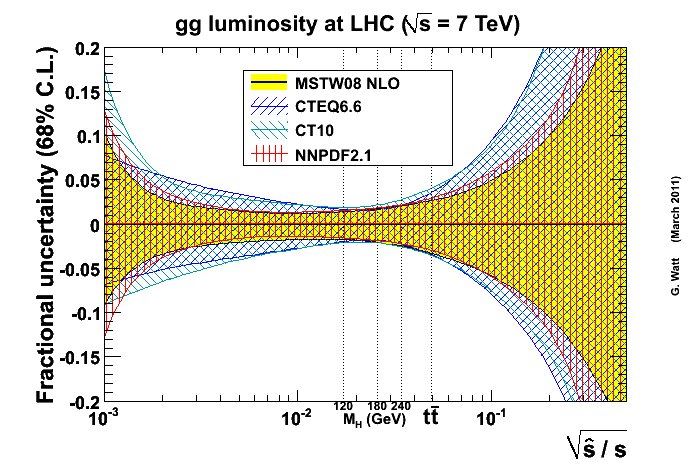 gg luminosity at LHC (√s = 7 TeV)
Fractional uncertainty (68% C.L.)
0.2
0.15
0.1
0.05
0
-0.05
-0.1
-0.15
-0.2
MSTW08 NLO
CTEQ6.6
CT10
NNPDF2.1
10⁻³
10⁻²
10⁻¹
120 180 240
M_H (GeV)
tt̄
√ŝ / s
G. Watt (March 2011)